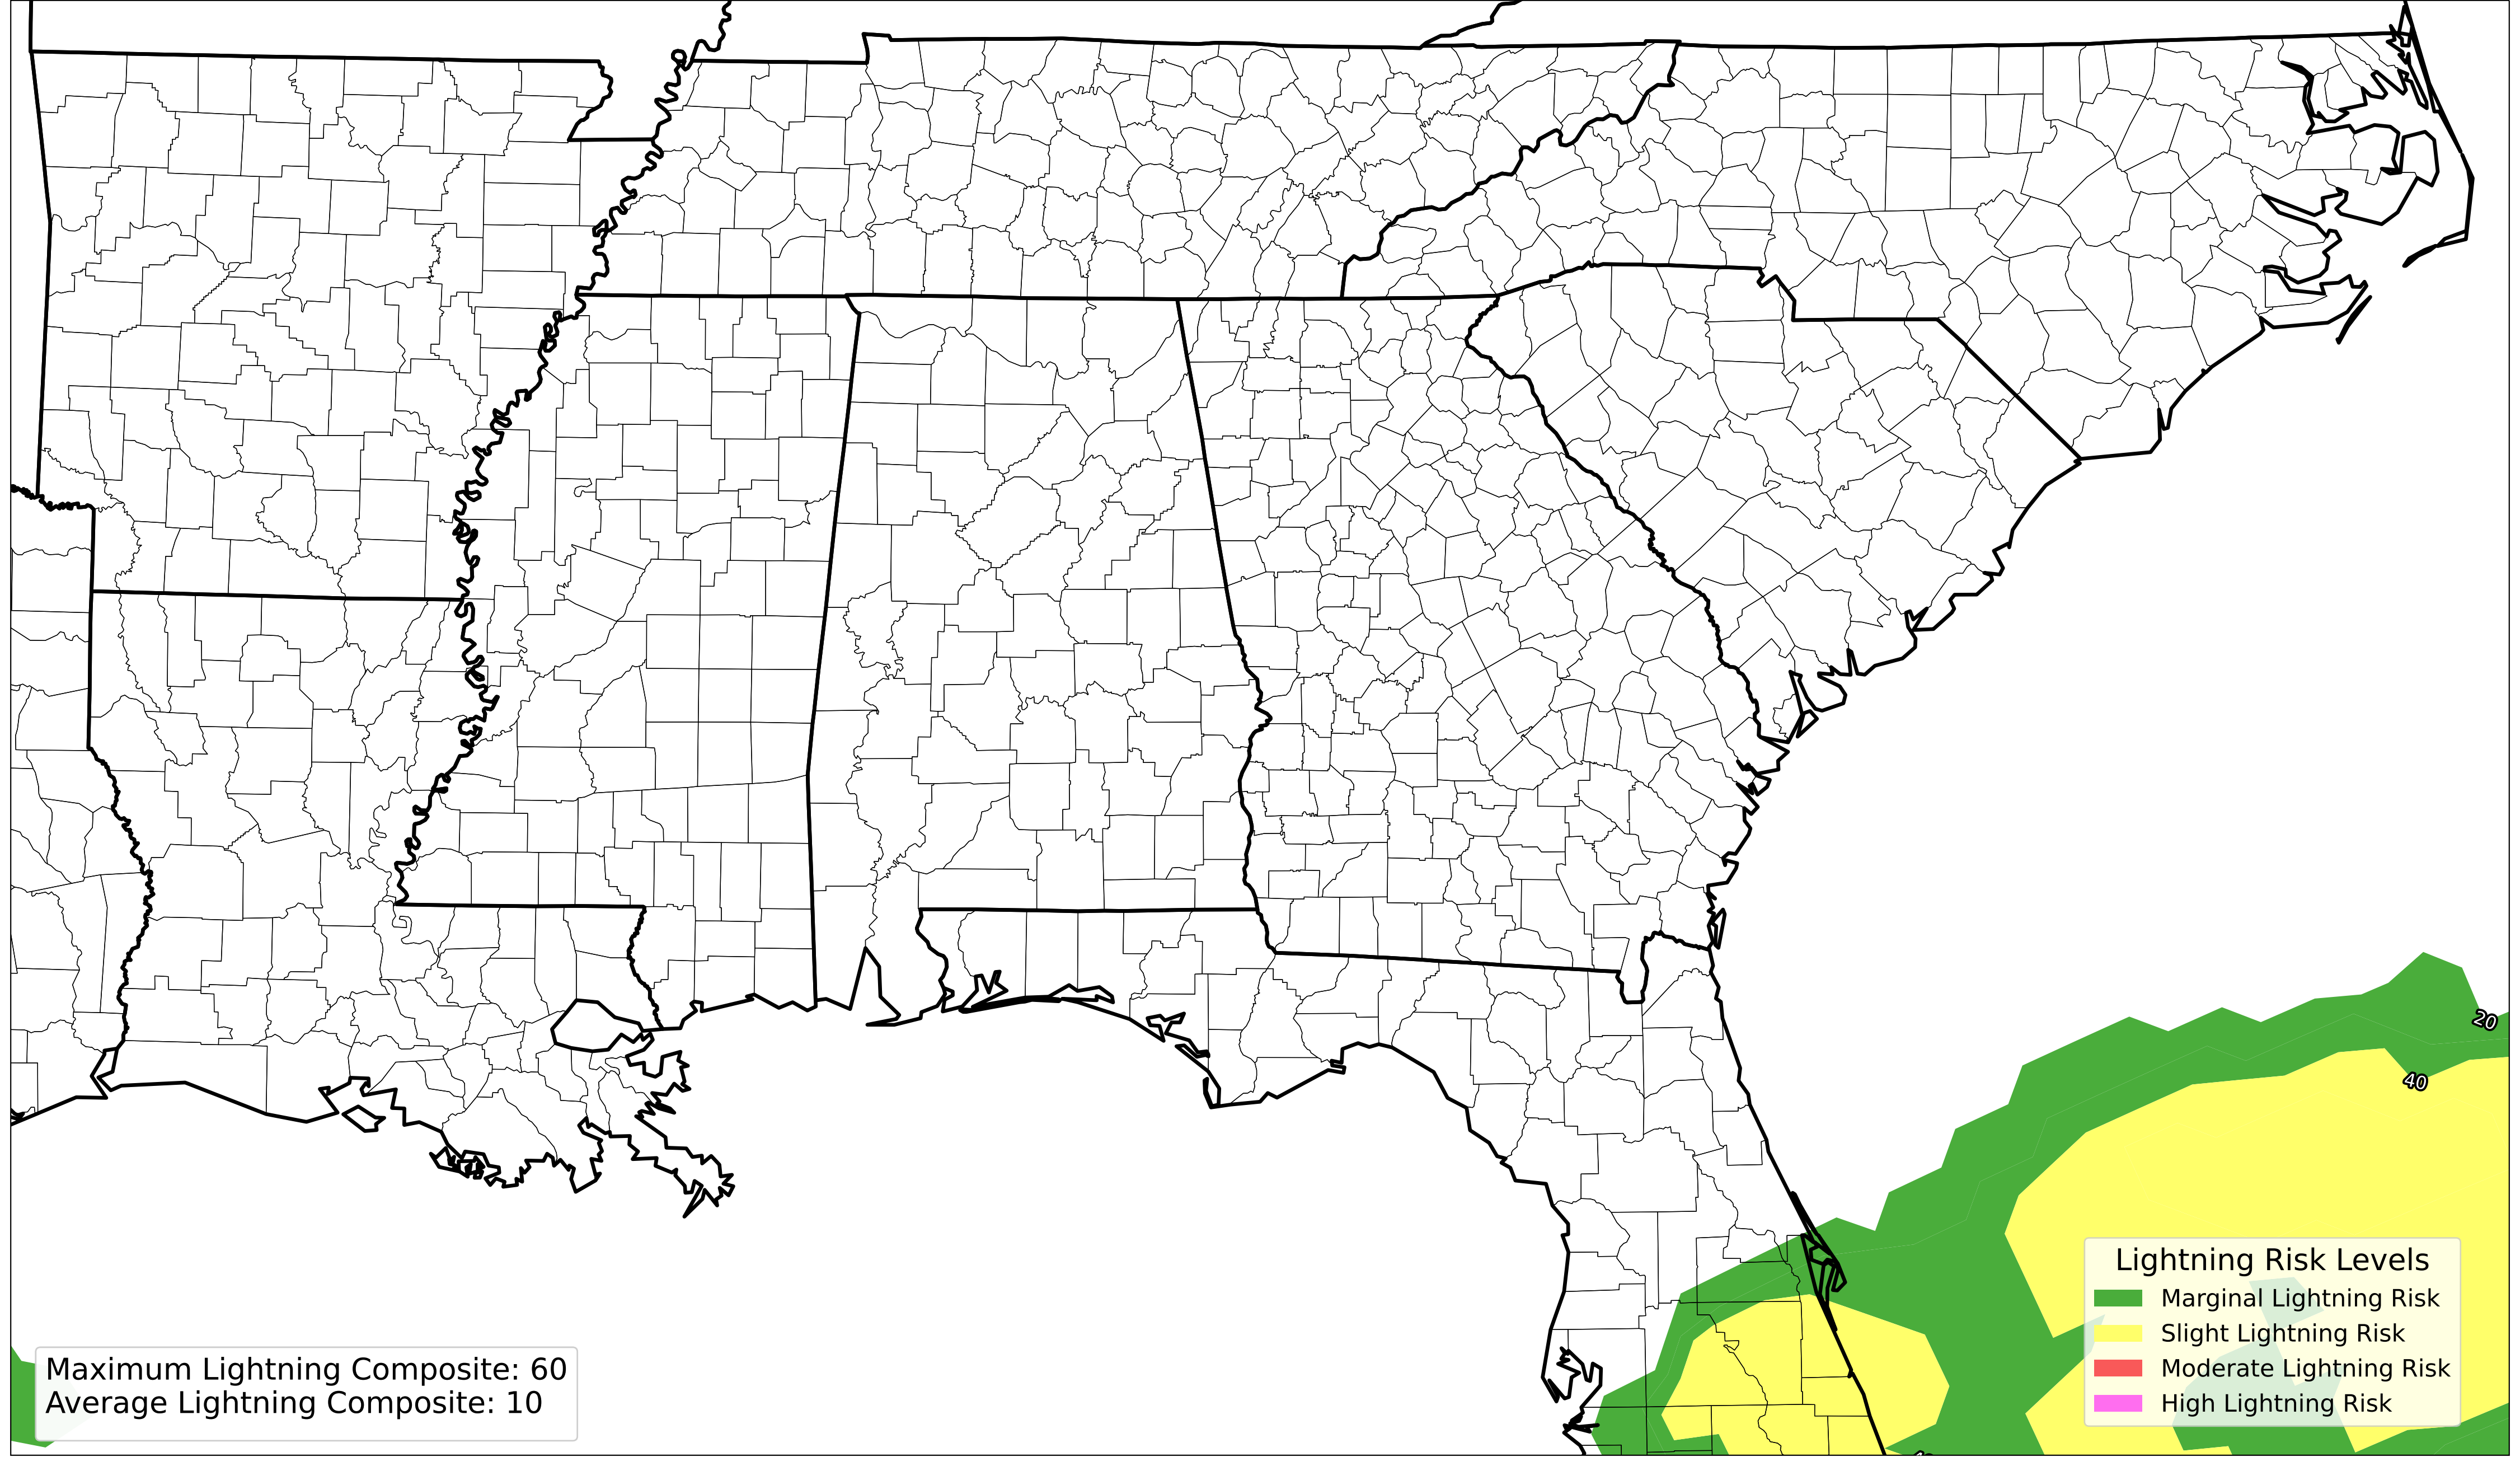 20
40
Lightning Risk Levels
Marginal Lightning Risk
Slight Lightning Risk
Moderate Lightning Risk
High Lightning Risk
Maximum Lightning Composite: 60
Average Lightning Composite: 10